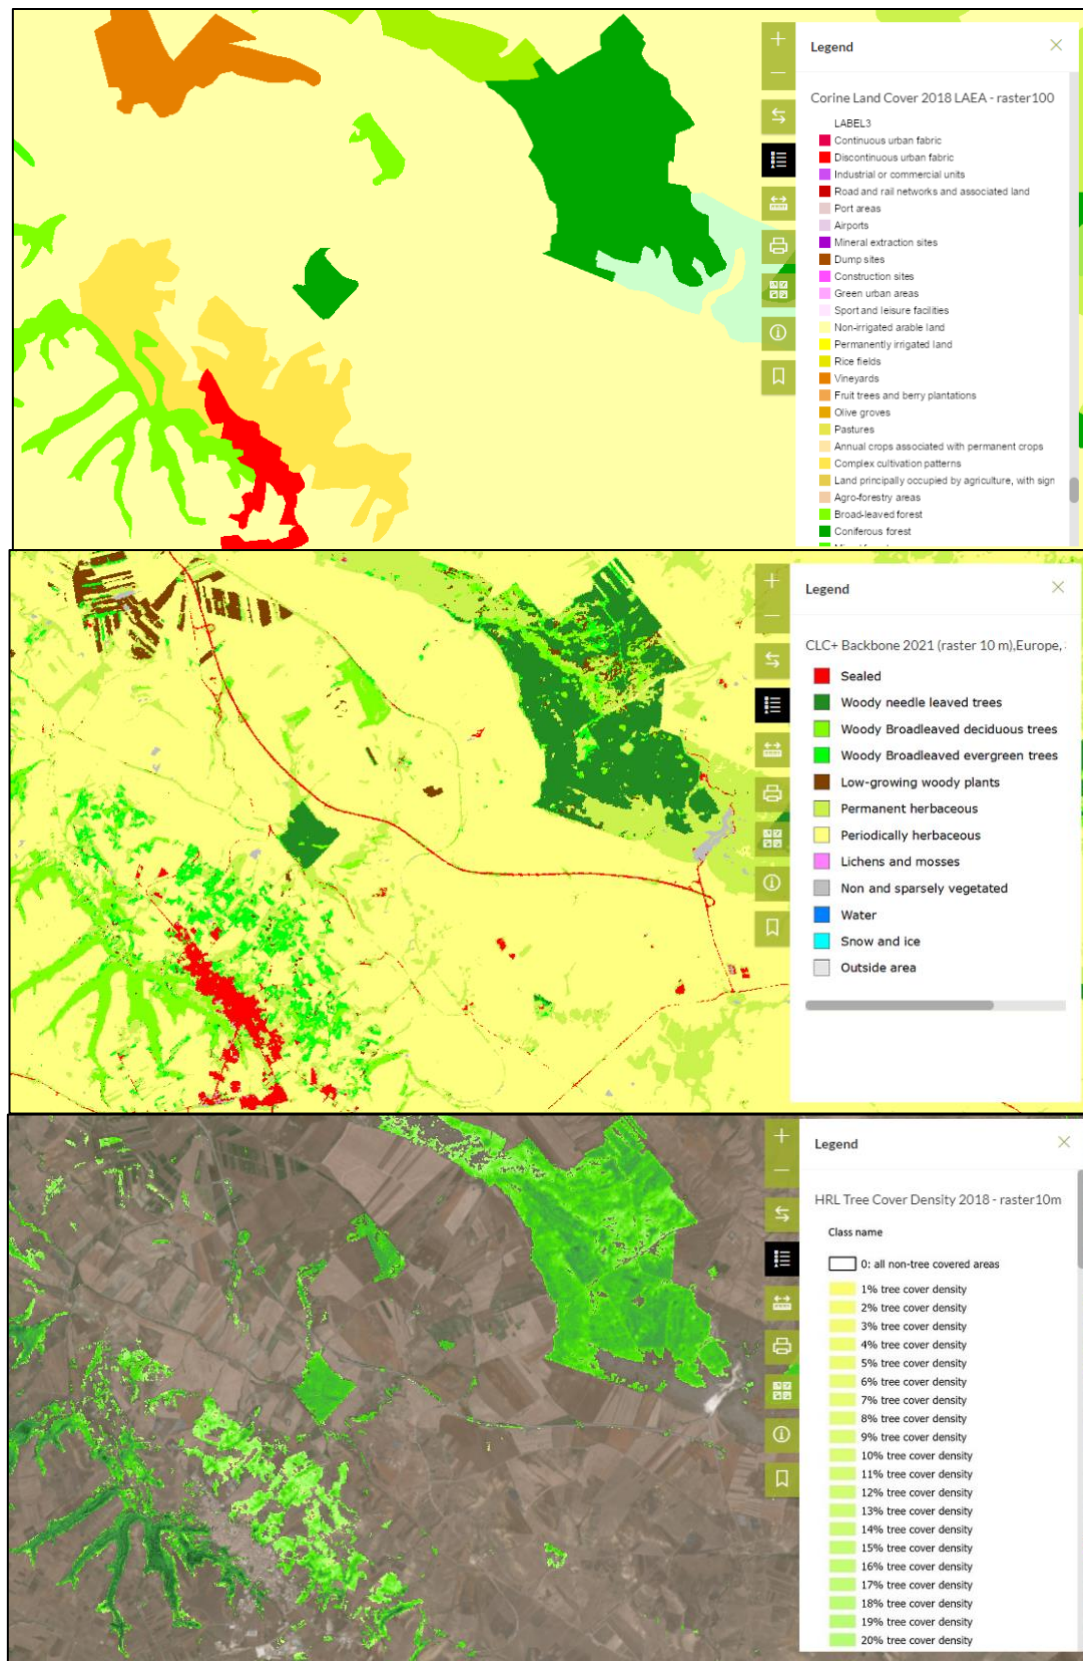 Legend
Corine Land Cover 2018 LAEA - raster100
LABEL3
Continuous urban fabric
Discontinuous urban fabric
Industrial or commercial units
Road and rail networks and associated land
Port areas
Airports
Mineral extraction sites
Dump sites
Construction sites
Green urban areas
Sport and leisure facilities
Non-irrigated arable land
Permanently irrigated land
Rice fields
Vineyards
Fruit trees and berry plantations
Olive groves
Pastures
Annual crops associated with permanent crops
Complex cultivation patterns
Land principally occupied by agriculture, with sign
Agro-forestry areas
Broad-leaved forest
Coniferous forest
Legend
CLC+ Backbone 2021 (raster 10 m),Europe,
Sealed
Woody needle leaved trees
Woody Broadleaved deciduous trees
Woody Broadleaved evergreen trees
Low-growing woody plants
Permanent herbaceous
Periodically herbaceous
Lichens and mosses
Non and sparsely vegetated
Water
Snow and ice
Outside area
Legend
HRL Tree Cover Density 2018 - raster10m
Class name
0: all non-tree covered areas
1% tree cover density
2% tree cover density
3% tree cover density
4% tree cover density
5% tree cover density
6% tree cover density
7% tree cover density
8% tree cover density
9% tree cover density
10% tree cover density
11% tree cover density
12% tree cover density
13% tree cover density
14% tree cover density
15% tree cover density
16% tree cover density
17% tree cover density
18% tree cover density
19% tree cover density
20% tree cover density